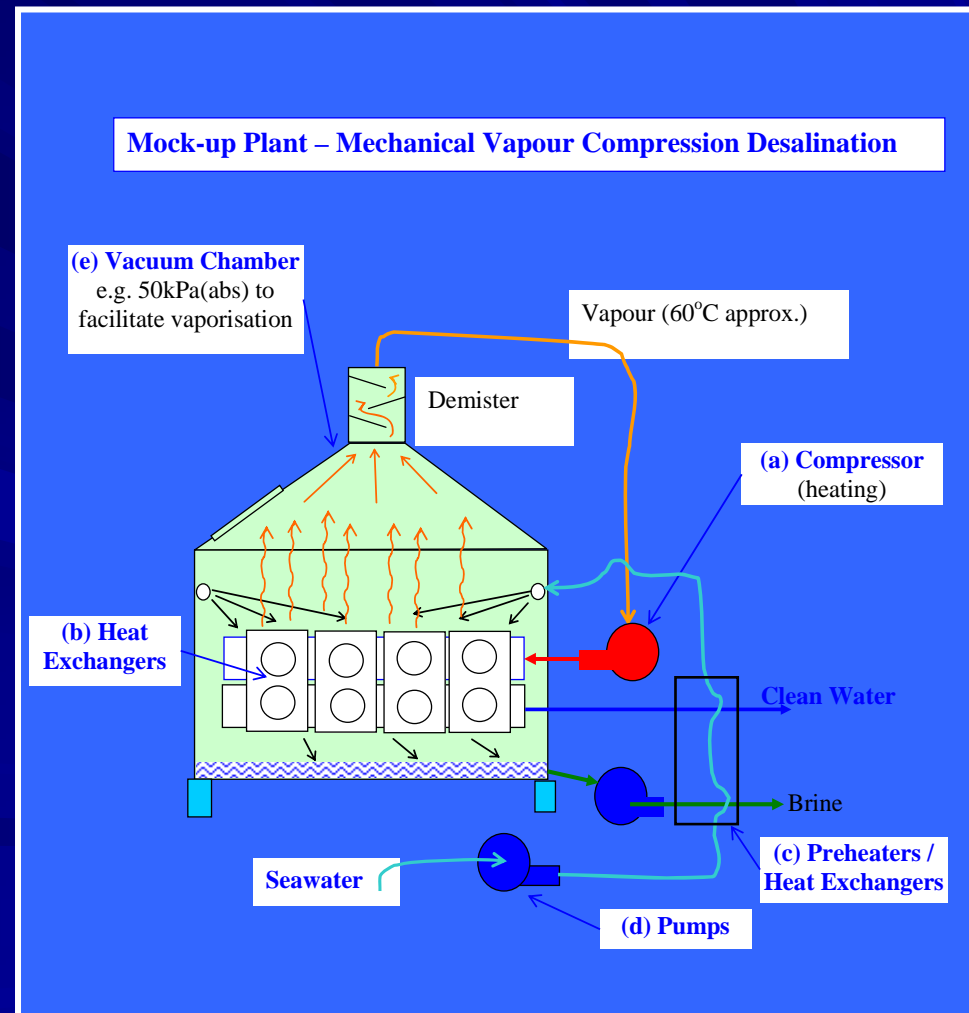 Mock-up Plant – Mechanical Vapour Compression Desalination
(e) Vacuum Chamber
e.g. 50kPa(abs) to
facilitate vaporisation
Vapour (60°C approx.)
Demister
(a) Compressor
(heating)
(b) Heat
Exchangers
Clean Water
Brine
(c) Preheaters /
Heat Exchangers
Seawater
(d) Pumps